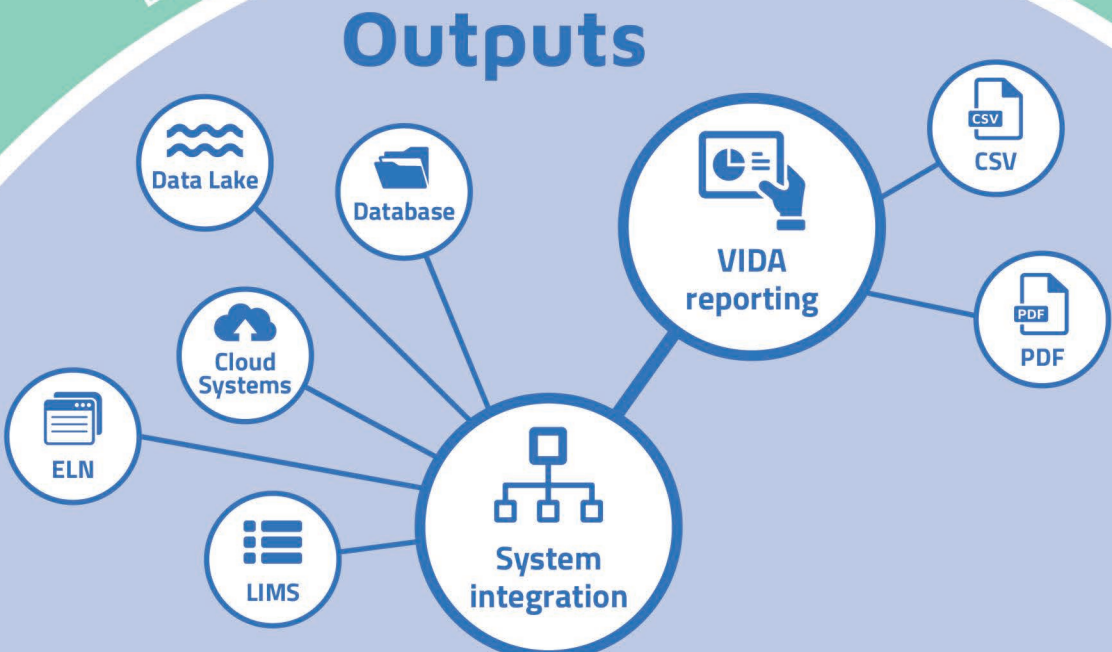 Outputs
Data Lake
Database
Cloud
Systems
ELN
LIMS
System
integration
VIDA
reporting
CSV
CSV
PDF
PDF